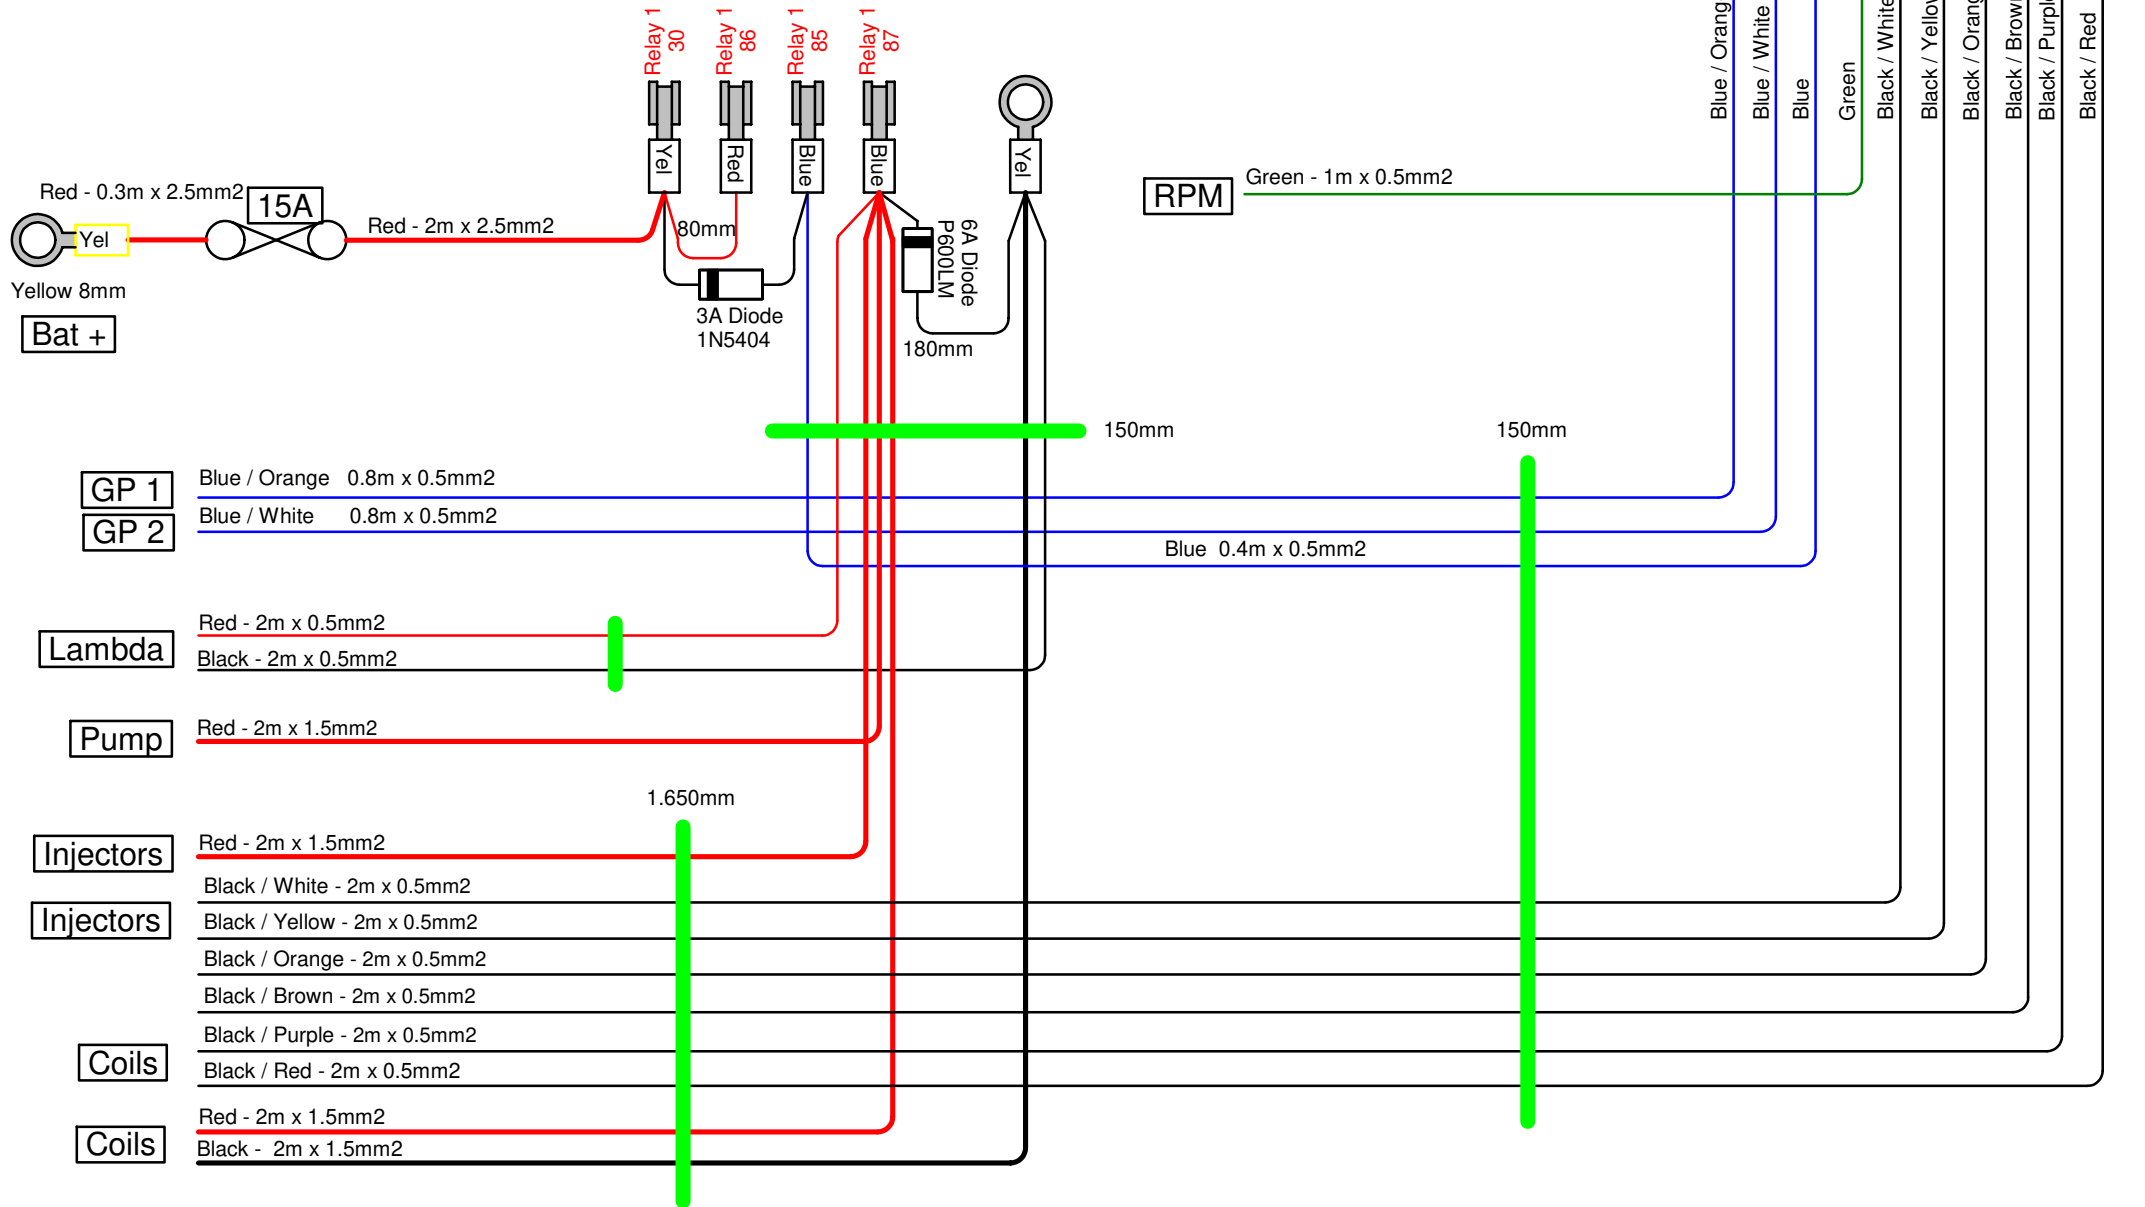 Relay 1
30
Relay 1
86
Relay 1
85
Relay 1
87
Yel
Red
Blue
Blue
Yel
Blue / Orang
Blue / White
Blue
Green
Black / White
Black / Yellow
Black / Orang
Black / Brown
Black / Purple
Black / Red
Red - 0.3m x 2.5mm2
15A
Yel
Red - 2m x 2.5mm2
80mm
Yellow 8mm
Bat +
3A Diode
1N5404
6A Diode
P600LM
180mm
RPM
Green - 1m x 0.5mm2
150mm
150mm
GP 1
Blue / Orange 0.8m x 0.5mm2
GP 2
Blue / White 0.8m x 0.5mm2
Blue 0.4m x 0.5mm2
Lambda
Red - 2m x 0.5mm2
Black - 2m x 0.5mm2
Pump
Red - 2m x 1.5mm2
1.650mm
Injectors
Red - 2m x 1.5mm2
Injectors
Black / White - 2m x 0.5mm2
Black / Yellow - 2m x 0.5mm2
Black / Orange - 2m x 0.5mm2
Black / Brown - 2m x 0.5mm2
Coils
Black / Purple - 2m x 0.5mm2
Black / Red - 2m x 0.5mm2
Coils
Red - 2m x 1.5mm2
Black - 2m x 1.5mm2